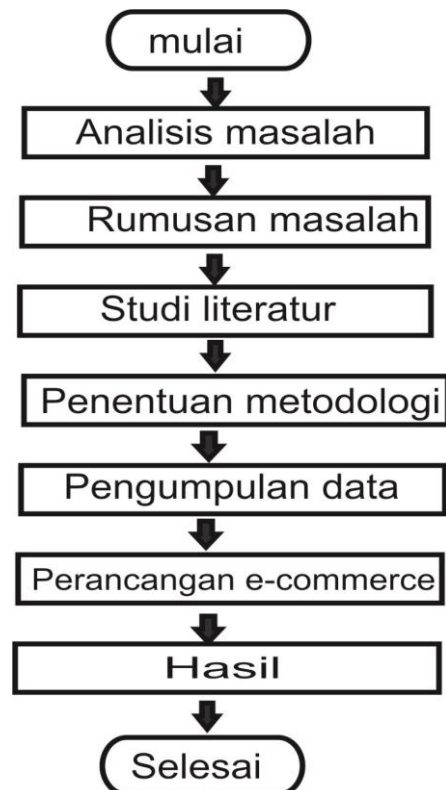 mulai
Analisis masalah
Rumusan masalah
Studi literatur
Penentuan metodologi
Pengumpulan data
Perancangan e-commerce
Hasil
Selesai